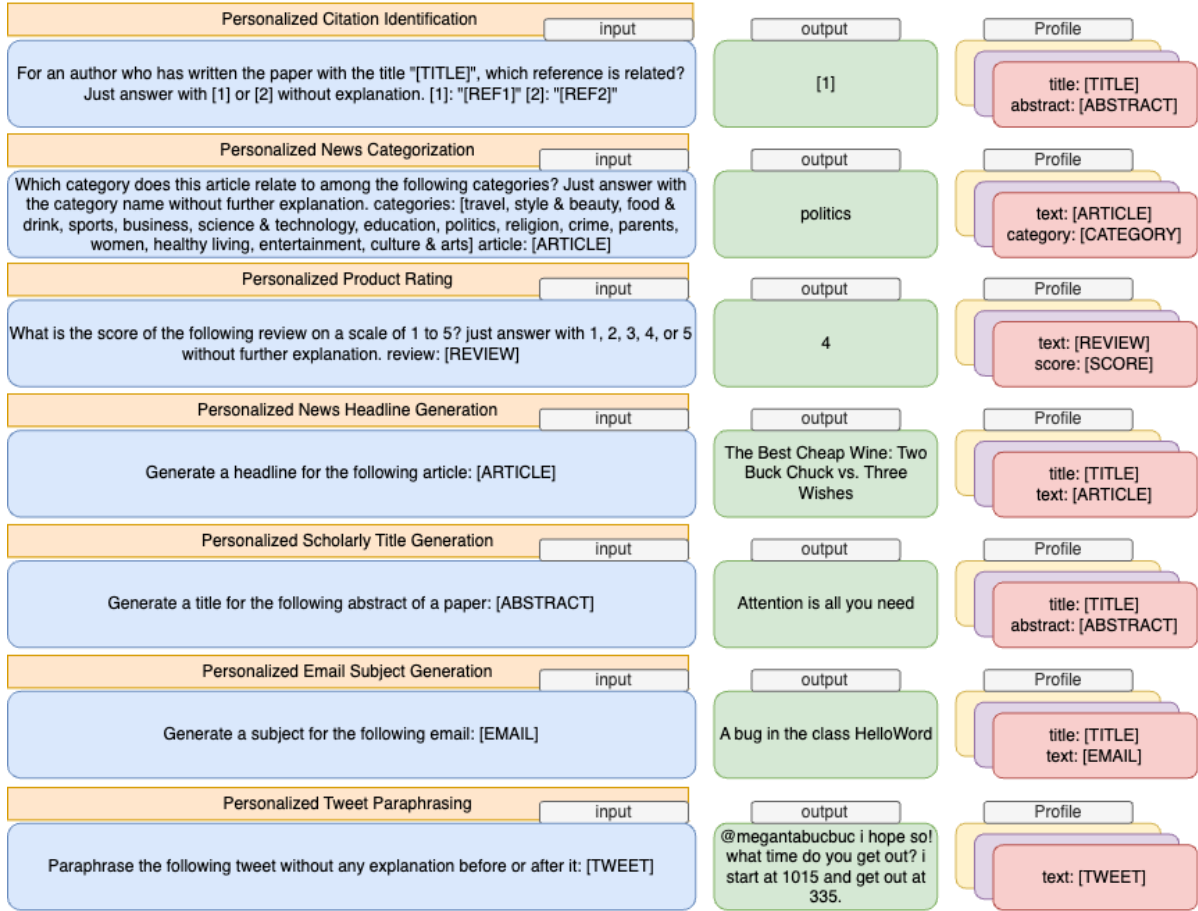 Personalized Citation Identification
input
output
Profile
For an author who has written the paper with the title "[TITLE]", which reference is related?
Just answer with [1] or [2] without explanation. [1]: "[REF1]" [2]: "[REF2]"
[1]
title: [TITLE]
abstract: [ABSTRACT]
Personalized News Categorization
input
output
Profile
Which category does this article relate to among the following categories? Just answer with
the category name without further explanation. categories: [travel, style & beauty, food &
drink, sports, business, science & technology, education, politics, religion, crime, parents,
women, healthy living, entertainment, culture & arts] article: [ARTICLE]
politics
text: [ARTICLE]
category: [CATEGORY]
Personalized Product Rating
input
output
Profile
What is the score of the following review on a scale of 1 to 5? just answer with 1, 2, 3, 4, or 5
without further explanation. review: [REVIEW]
4
text: [REVIEW]
score: [SCORE]
Personalized News Headline Generation
input
output
Profile
Generate a headline for the following article: [ARTICLE]
The Best Cheap Wine: Two
Buck Chuck vs. Three
Wishes
title: [TITLE]
text: [ARTICLE]
Personalized Scholarly Title Generation
input
output
Profile
Generate a title for the following abstract of a paper: [ABSTRACT]
Attention is all you need
title: [TITLE]
abstract: [ABSTRACT]
Personalized Email Subject Generation
input
output
Profile
Generate a subject for the following email: [EMAIL]
A bug in the class HelloWord
title: [TITLE]
text: [EMAIL]
Personalized Tweet Paraphrasing
input
output
Profile
Paraphrase the following tweet without any explanation before or after it: [TWEET]
@megantabucbuc i hope so!
what time do you get out? i
start at 1015 and get out at
335.
text: [TWEET]